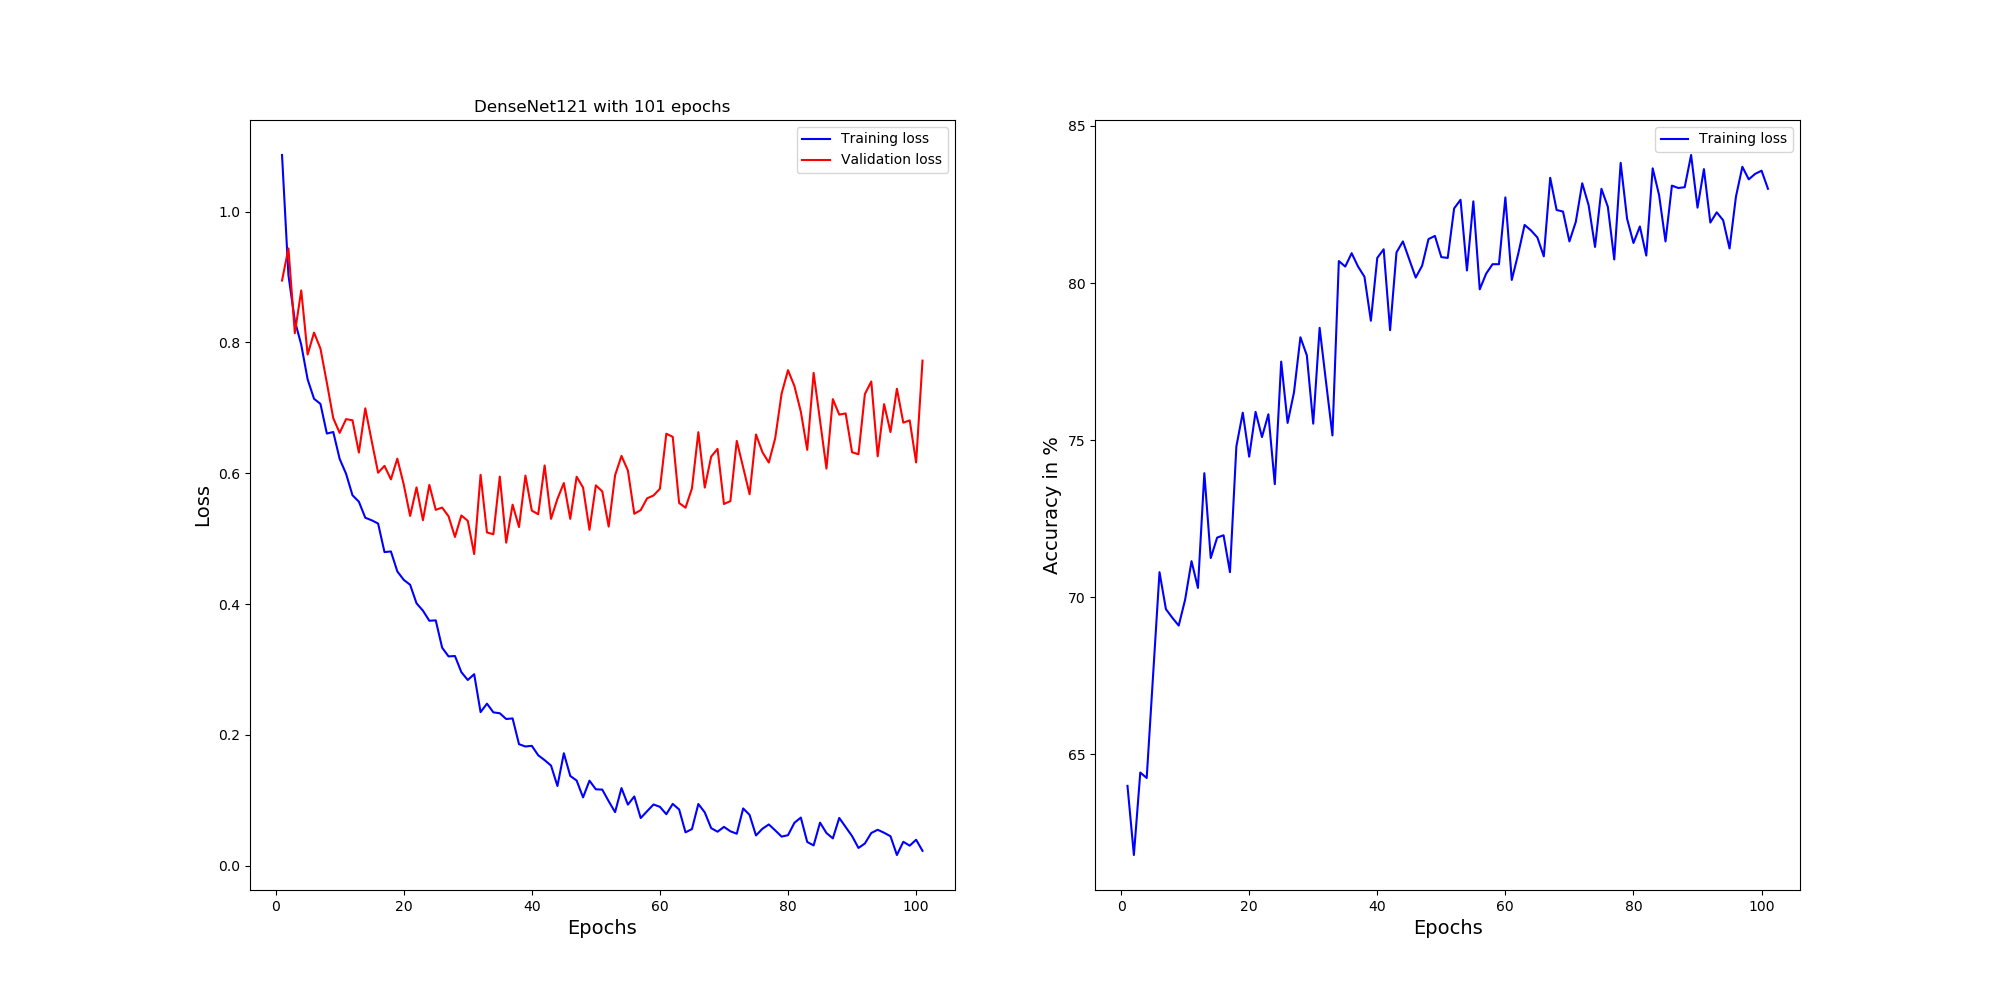 DenseNet121 with 101 epochs
Training loss
Validation loss
1.0
0.8
0.6
0.4
0.2
0.0
Loss
0 20 40 60 80 100
Epochs
Training loss
85
80
75
70
65
Accuracy in %
0 20 40 60 80 100
Epochs